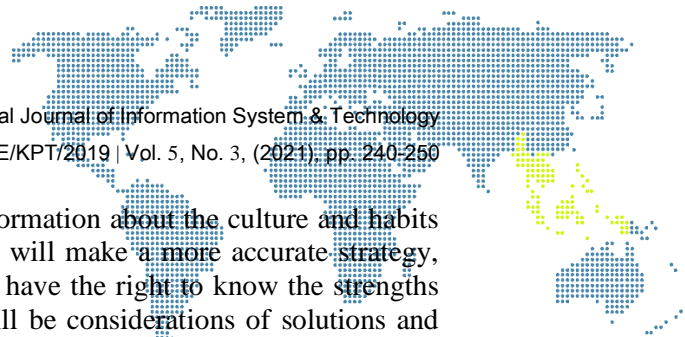 al Journal of Information System & Technology
E/KPT/2019 | Vol. 5, No. 3, (2021), pp. 240-250
formation about the culture and habits
will make a more accurate strategy,
have the right to know the strengths
ll be considerations of solutions and